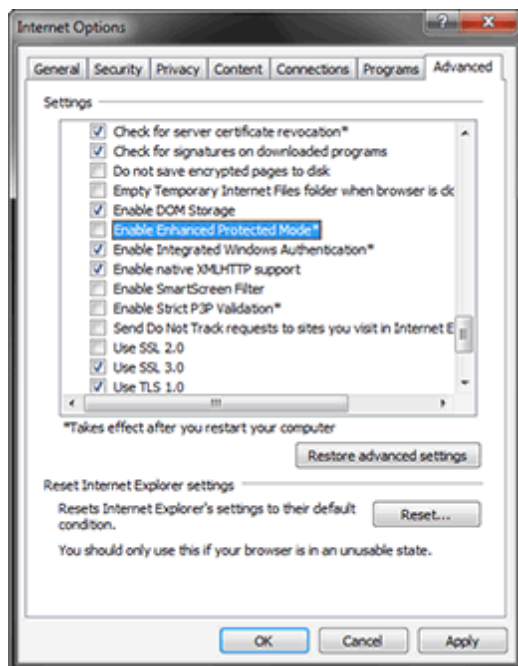 Internet Options
General Security Privacy Content Connections Programs Advanced
Settings
Check for server certificate revocation*
Check for signatures on downloaded programs
Do not save encrypted pages to disk
Empty Temporary Internet Files folder when browser is clo
Enable DOM Storage
Enable Enhanced Protected Mode*
Enable Integrated Windows Authentication*
Enable native XMLHTTP support
Enable SmartScreen Filter
Enable Strict P3P Validation*
Send Do Not Track requests to sites you visit in Internet E
Use SSL 2.0
Use SSL 3.0
Use TLS 1.0
*Takes effect after you restart your computer
Restore advanced settings
Reset Internet Explorer settings
Resets Internet Explorer's settings to their default
condition.
Reset...
You should only use this if your browser is in an unusable state.
OK Cancel Apply